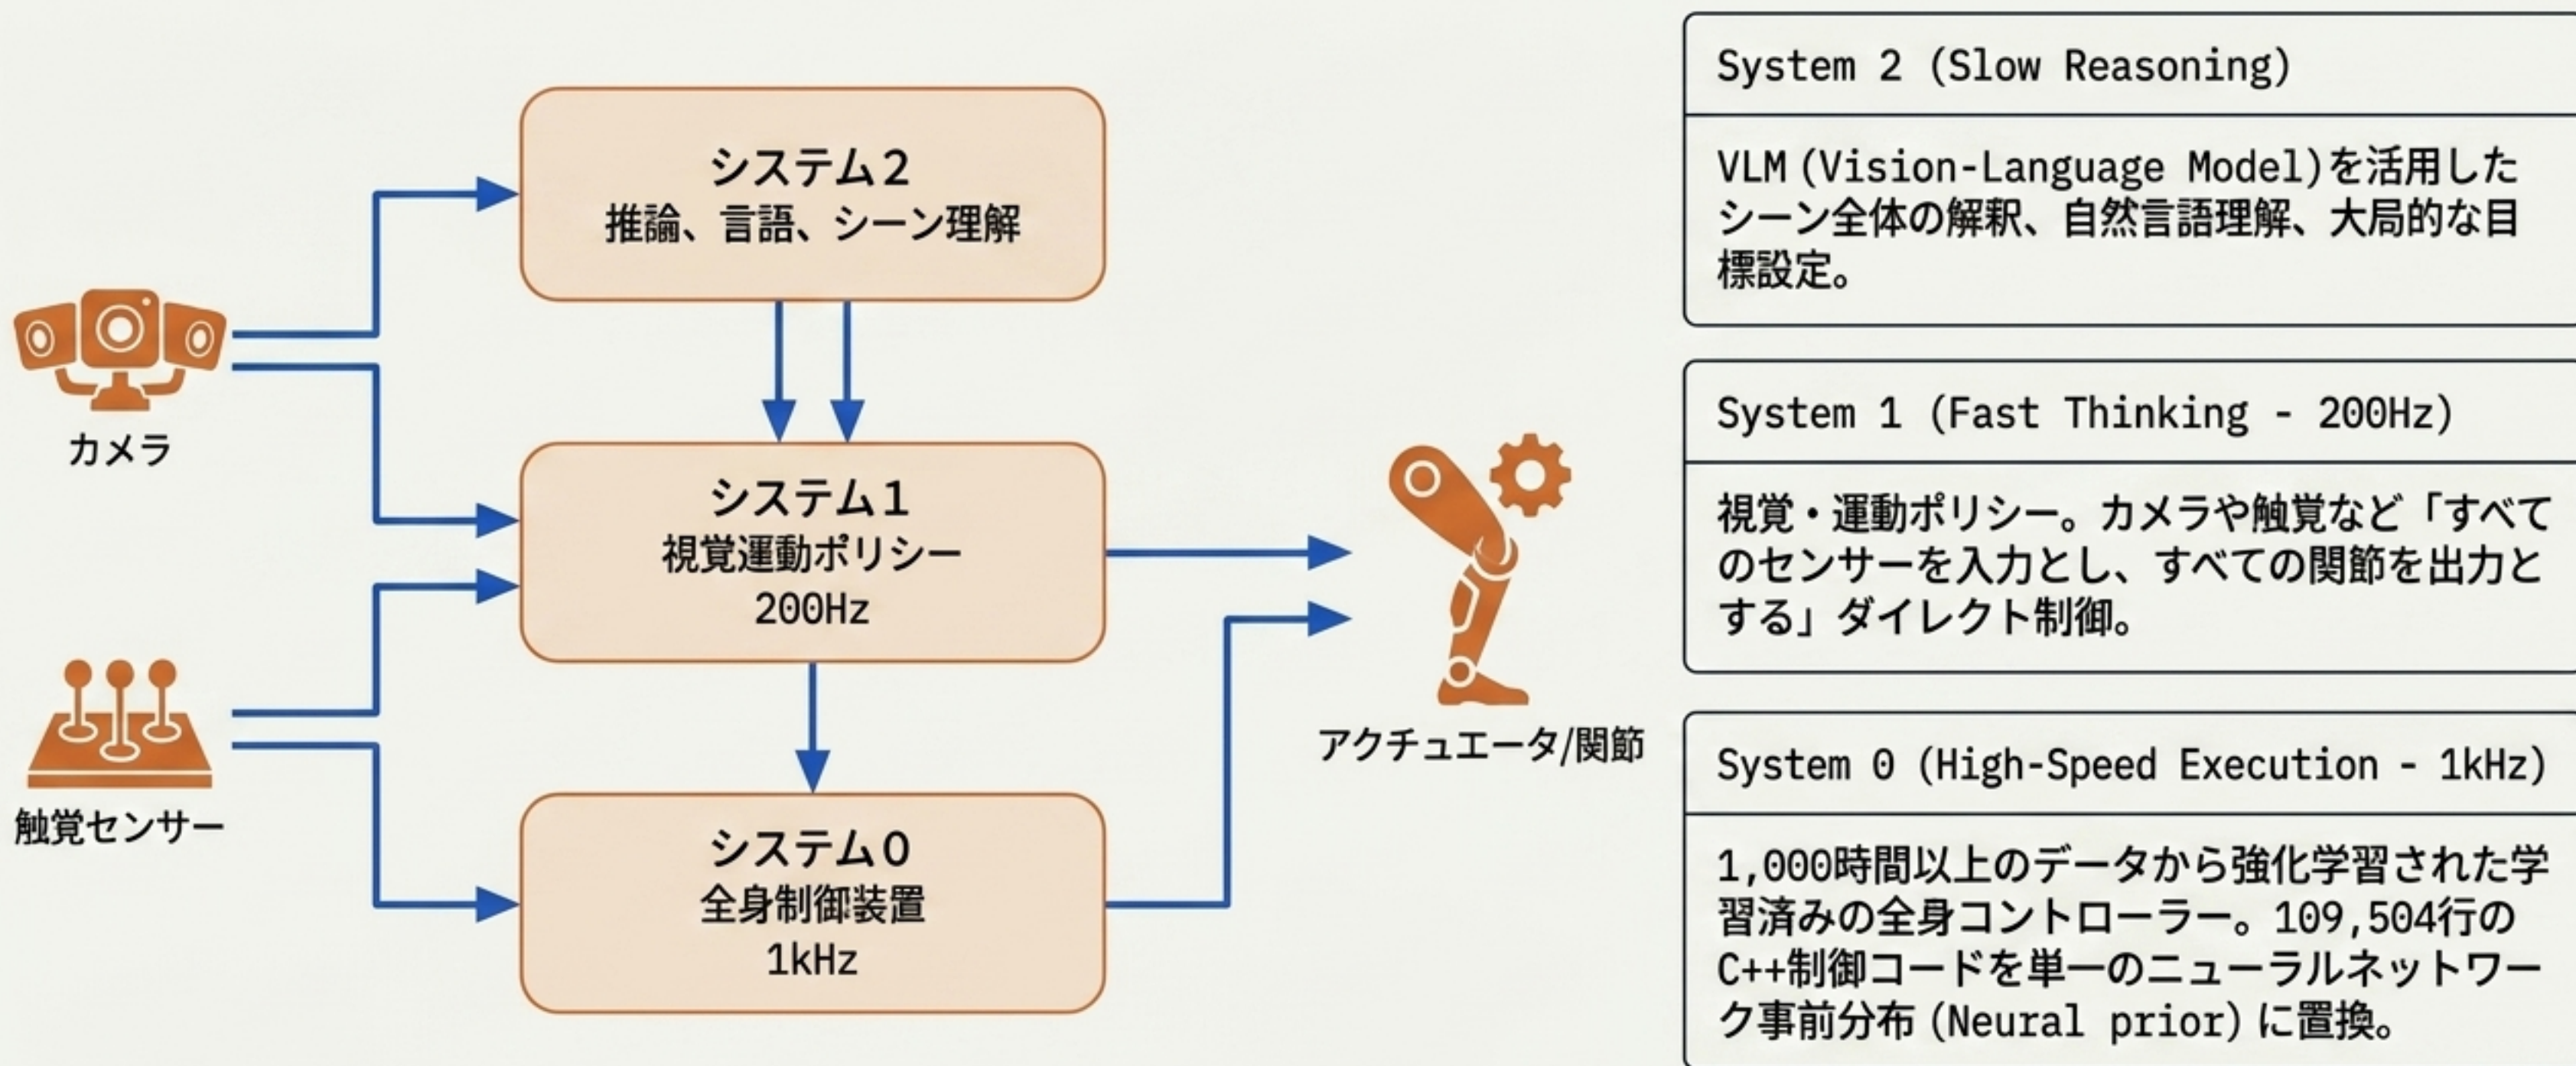 システム2
推論、言語、シーン理解
カメラ
システム1
視覚運動ポリシー
200Hz
触覚センサー
システム0
全身制御装置
1kHz
アクチュエータ/関節
System 2 (Slow Reasoning)
VLM (Vision-Language Model)を活用した
シーン全体の解釈、自然言語理解、大局的な目
標設定。
System 1 (Fast Thinking - 200Hz)
視覚・運動ポリシー。カメラや触覚など「すべて
のセンサーを入力とし、すべての関節を出力と
する」ダイレクト制御。
System 0 (High-Speed Execution - 1kHz)
1,000時間以上のデータから強化学習された学
習済みの全身コントローラー。109,504行の
C++制御コードを単一のニューラルネットワー
ク事前分布 (Neural prior) に置換。